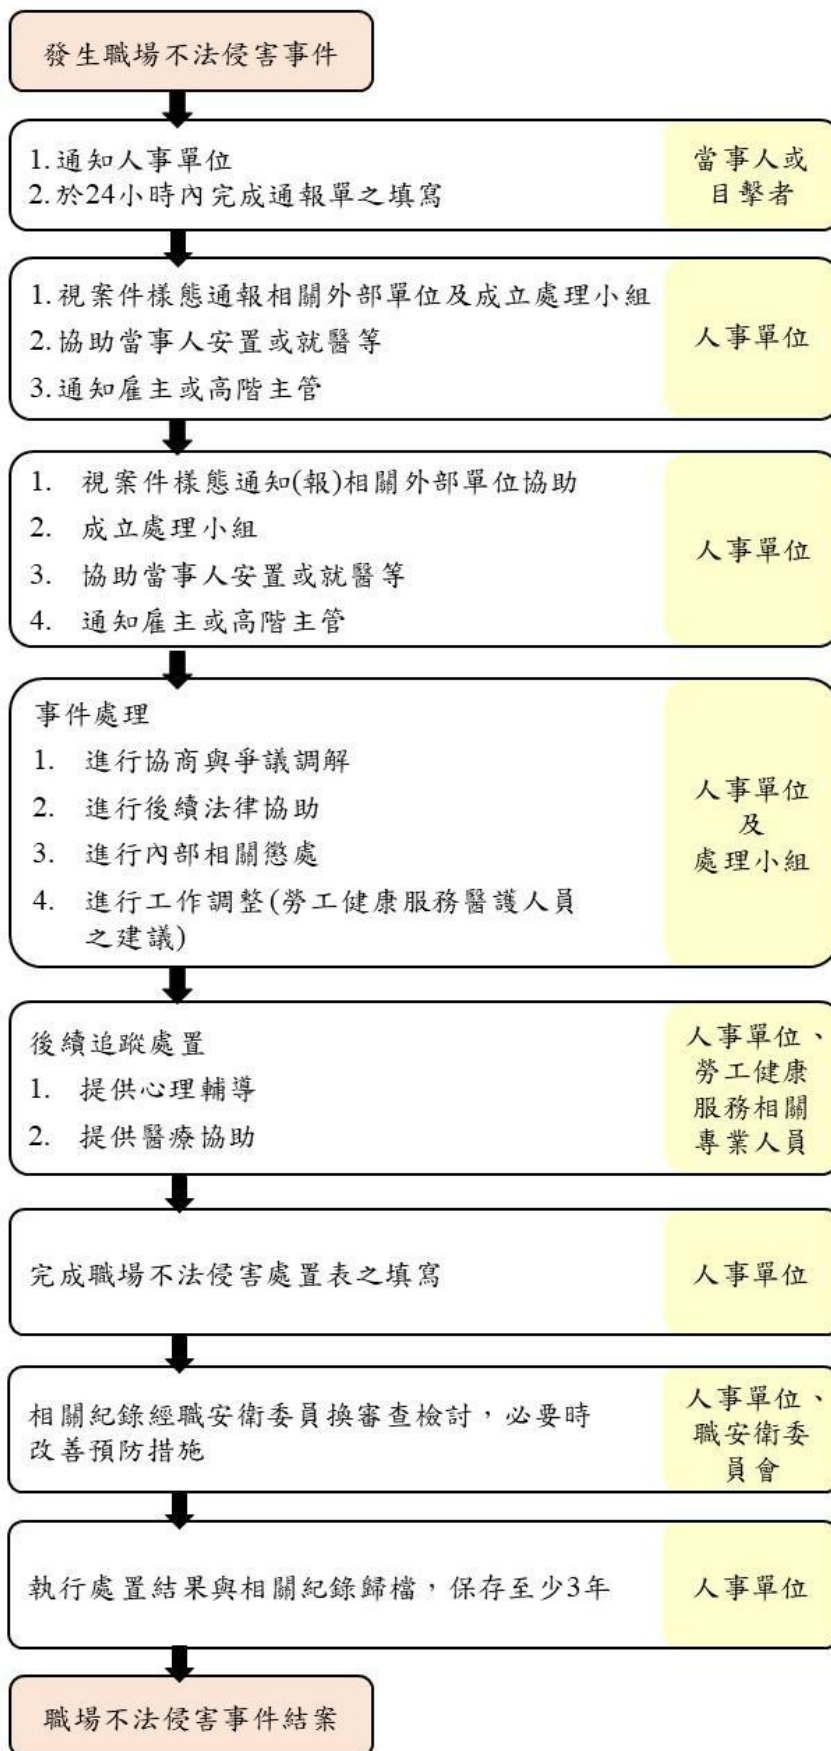 發生職場不法侵害事件
1.通知人事單位
2.於24小時內完成通報單之填寫
當事人或
目擊者
1.視案件樣態通報相關外部單位及成立處理小組
2.協助當事人安置或就醫等
3.通知雇主或高階主管
人事單位
1. 視案件樣態通知(報)相關外部單位協助
2. 成立處理小組
3. 協助當事人安置或就醫等
4. 通知雇主或高階主管
人事單位
事件處理
1. 進行協商與爭議調解
2. 進行後續法律協助
3. 進行內部相關懲處
4. 進行工作調整(勞工健康服務醫護人員
之建議)
人事單位
及
處理小組
後續追蹤處置
1. 提供心理輔導
2. 提供醫療協助
人事單位、
勞工健康
服務相關
專業人員
完成職場不法侵害處置表之填寫
人事單位
相關紀錄經職安衛委員換審查檢討，必要時
改善預防措施
人事單位、
職安衛委
員會
執行處置結果與相關紀錄歸檔，保存至少3年
人事單位
職場不法侵害事件結案